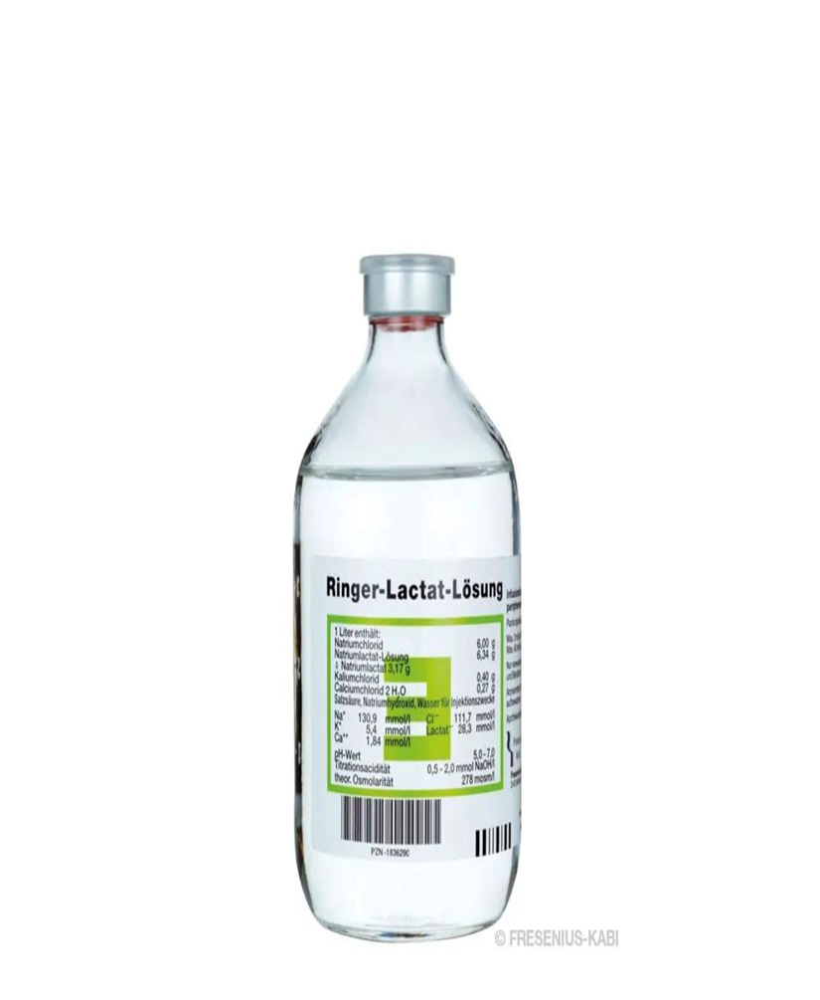 Ringer-Lactat-Lösung
1 Liter enthält:
Natriumchlorid 6,00 g
Natriumlactat-Lösung 6,34 g
≙ Natriumlactat 3,17 g
Kaliumchlorid 0,40 g
Calciumchlorid 2 H₂O 0,27 g
Salzsäure, Natriumhydroxid, Wasser für Injektionszwecke
Na⁺ 130,9 mmol/l Cl⁻ 111,7 mmol/l
K⁺ 5,4 mmol/l Lactat⁻ 28,3 mmol/l
Ca⁺⁺ 1,84 mmol/l
pH-Wert 5,0 - 7,0
Titrationsacidität 0,5 - 2,0 mmol NaOH/l
theor. Osmolarität 278 mosm/l
PZN -1836290
© FRESENIUS-KABI